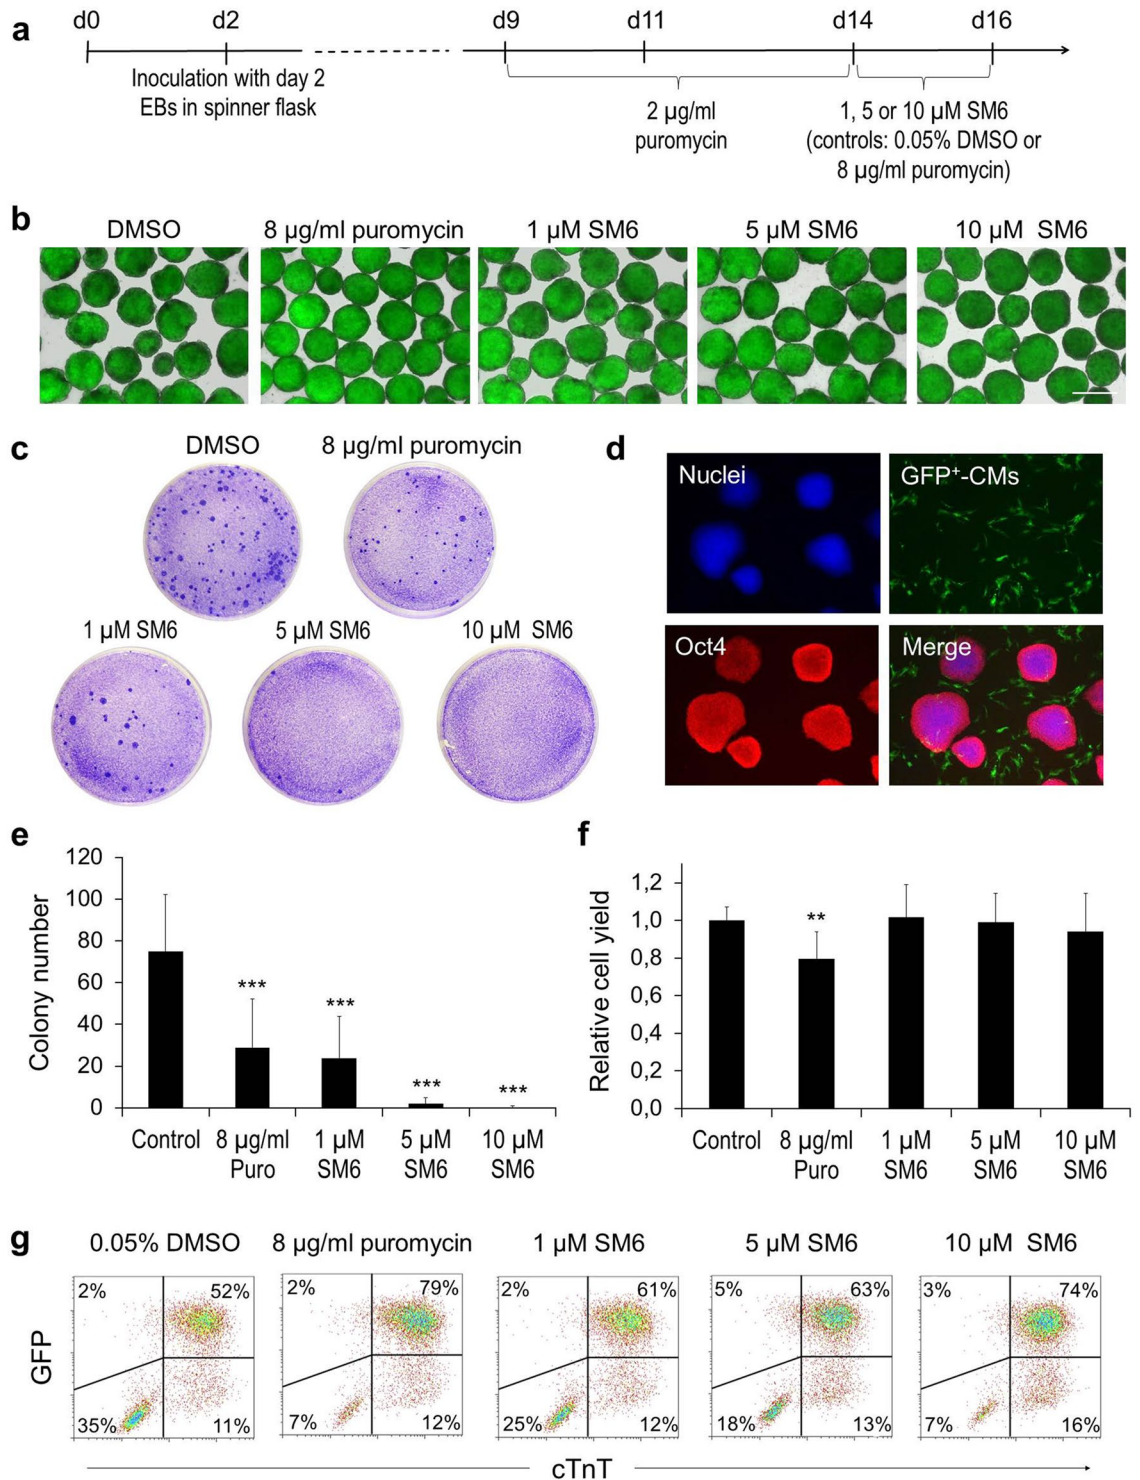 a
d0
d2
d9
d11
d14
d16
Inoculation with day 2
EBs in spinner flask
2 µg/ml
puromycin
1, 5 or 10 µM SM6
(controls: 0.05% DMSO or
8 µg/ml puromycin)
b
DMSO
8 µg/ml puromycin
1 µM SM6
5 µM SM6
10 µM SM6
c
DMSO
8 µg/ml puromycin
1 µM SM6
5 µM SM6
10 µM SM6
d
Nuclei
GFP⁺-CMs
Oct4
Merge
e
Colony number
120
100
80
60
40
20
0
***
***
***
***
Control
8 µg/ml
Puro
1 µM
SM6
5 µM
SM6
10 µM
SM6
f
Relative cell yield
1,2
1,0
0,8
0,6
0,4
0,2
0,0
**
Control
8 µg/ml
Puro
1 µM
SM6
5 µM
SM6
10 µM
SM6
g
0.05% DMSO
8 µg/ml puromycin
1 µM SM6
5 µM SM6
10 µM SM6
GFP
2%
52%
35%
11%
2%
79%
7%
12%
2%
61%
25%
12%
5%
63%
18%
13%
3%
74%
7%
16%
cTnT